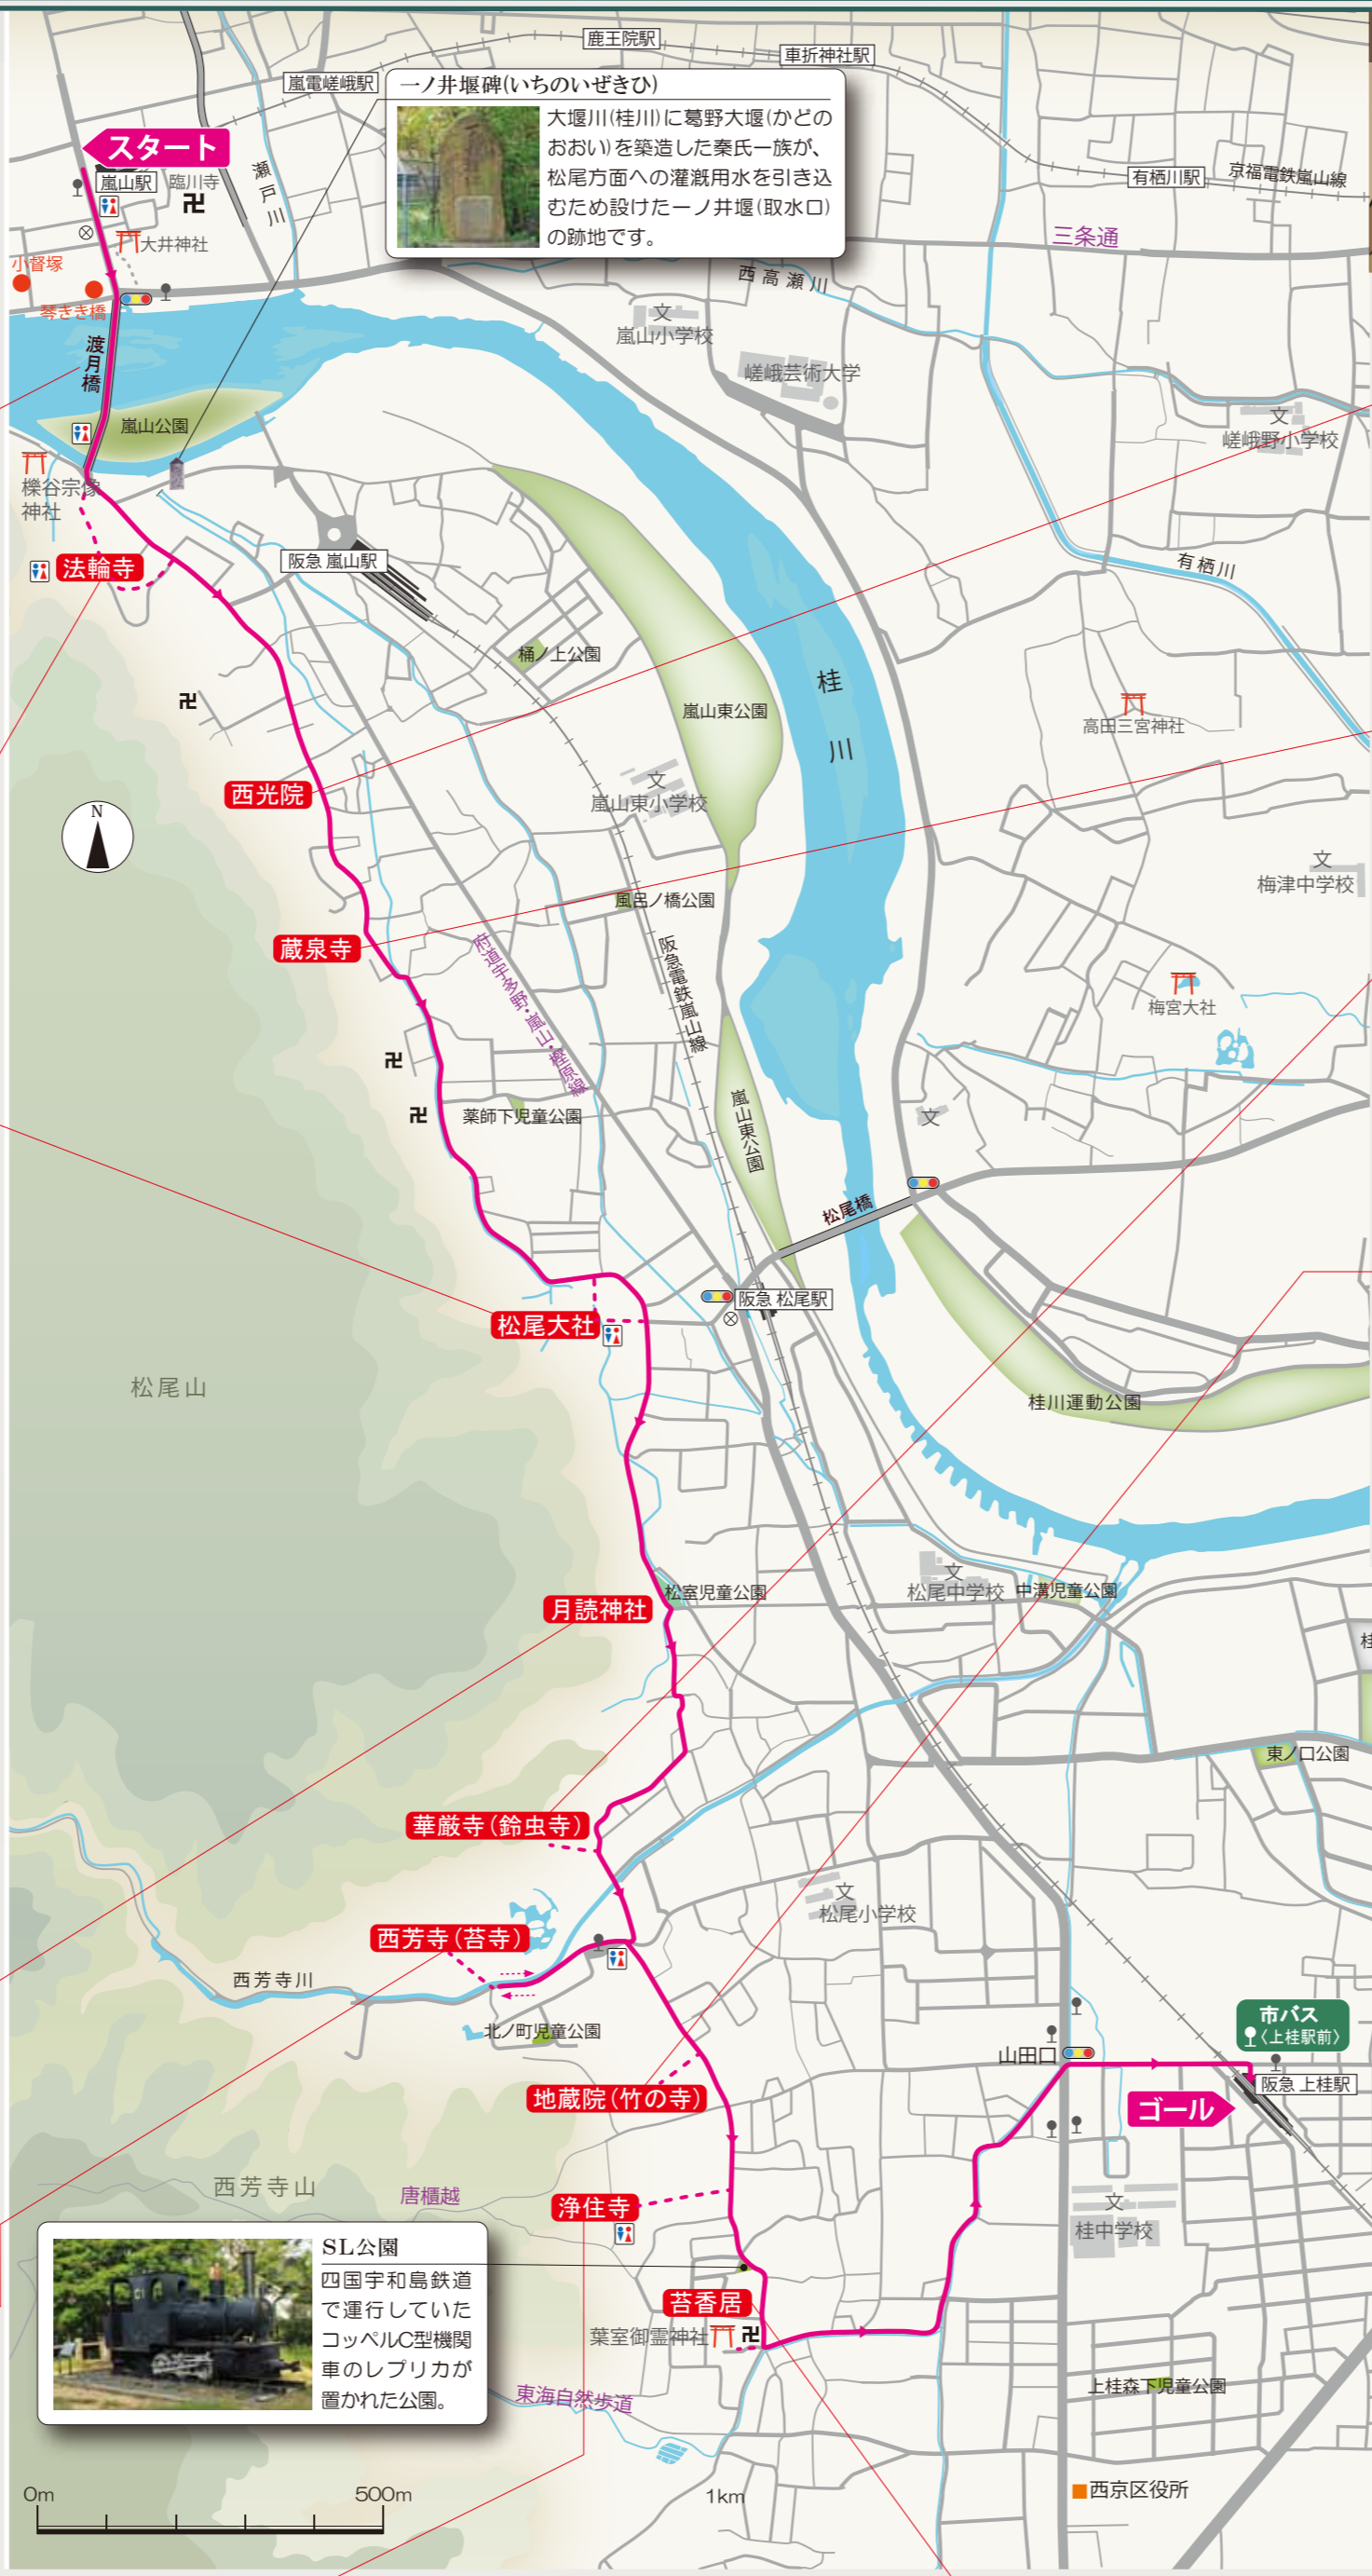 鹿王院駅
車折神社駅
嵐電嵯峨駅
有栖川駅
京福電鉄嵐山線
三条通
一ノ井堰碑(いちのいぜきひ)
大堰川(桂川)に葛野大堰(かどの
おおい)を築造した秦氏一族が、
松尾方面への灌漑用水を引き込
むため設けた一ノ井堰(取水口)
の跡地です。
スタート
嵐山駅
臨川寺
瀬戸川
大井神社
小督塚
琴きき橋
渡月橋
嵐山公園
西高瀬川
文
嵐山小学校
嵯峨芸術大学
文
嵯峨野小学校
櫟谷宗像
神社
法輪寺
阪急 嵐山駅
有栖川
桶ノ上公園
嵐山東公園
桂川
高田三宮神社
西光院
文
嵐山東小学校
N
文
梅津中学校
風呂ノ橋公園
蔵泉寺
府道宇多野・嵐山・樫原線
阪急電鉄嵐山線
梅宮大社
薬師下児童公園
嵐山東公園
文
松尾橋
阪急 松尾駅
松尾大社
松尾山
桂川運動公園
松室児童公園
文
松尾中学校
中溝児童公園
月読神社
桂
東ノ口公園
華厳寺(鈴虫寺)
文
松尾小学校
西芳寺(苔寺)
西芳寺川
北ノ町児童公園
市バス
〈上桂駅前〉
山田口
阪急 上桂駅
ゴール
地蔵院(竹の寺)
西芳寺山
唐櫃越
浄住寺
文
桂中学校
SL公園
四国宇和島鉄道
で運行していた
コッペルC型機関
車のレプリカが
置かれた公園。
苔香居
葉室御霊神社
東海自然歩道
上桂森下児童公園
西京区役所
0m
500m
1km